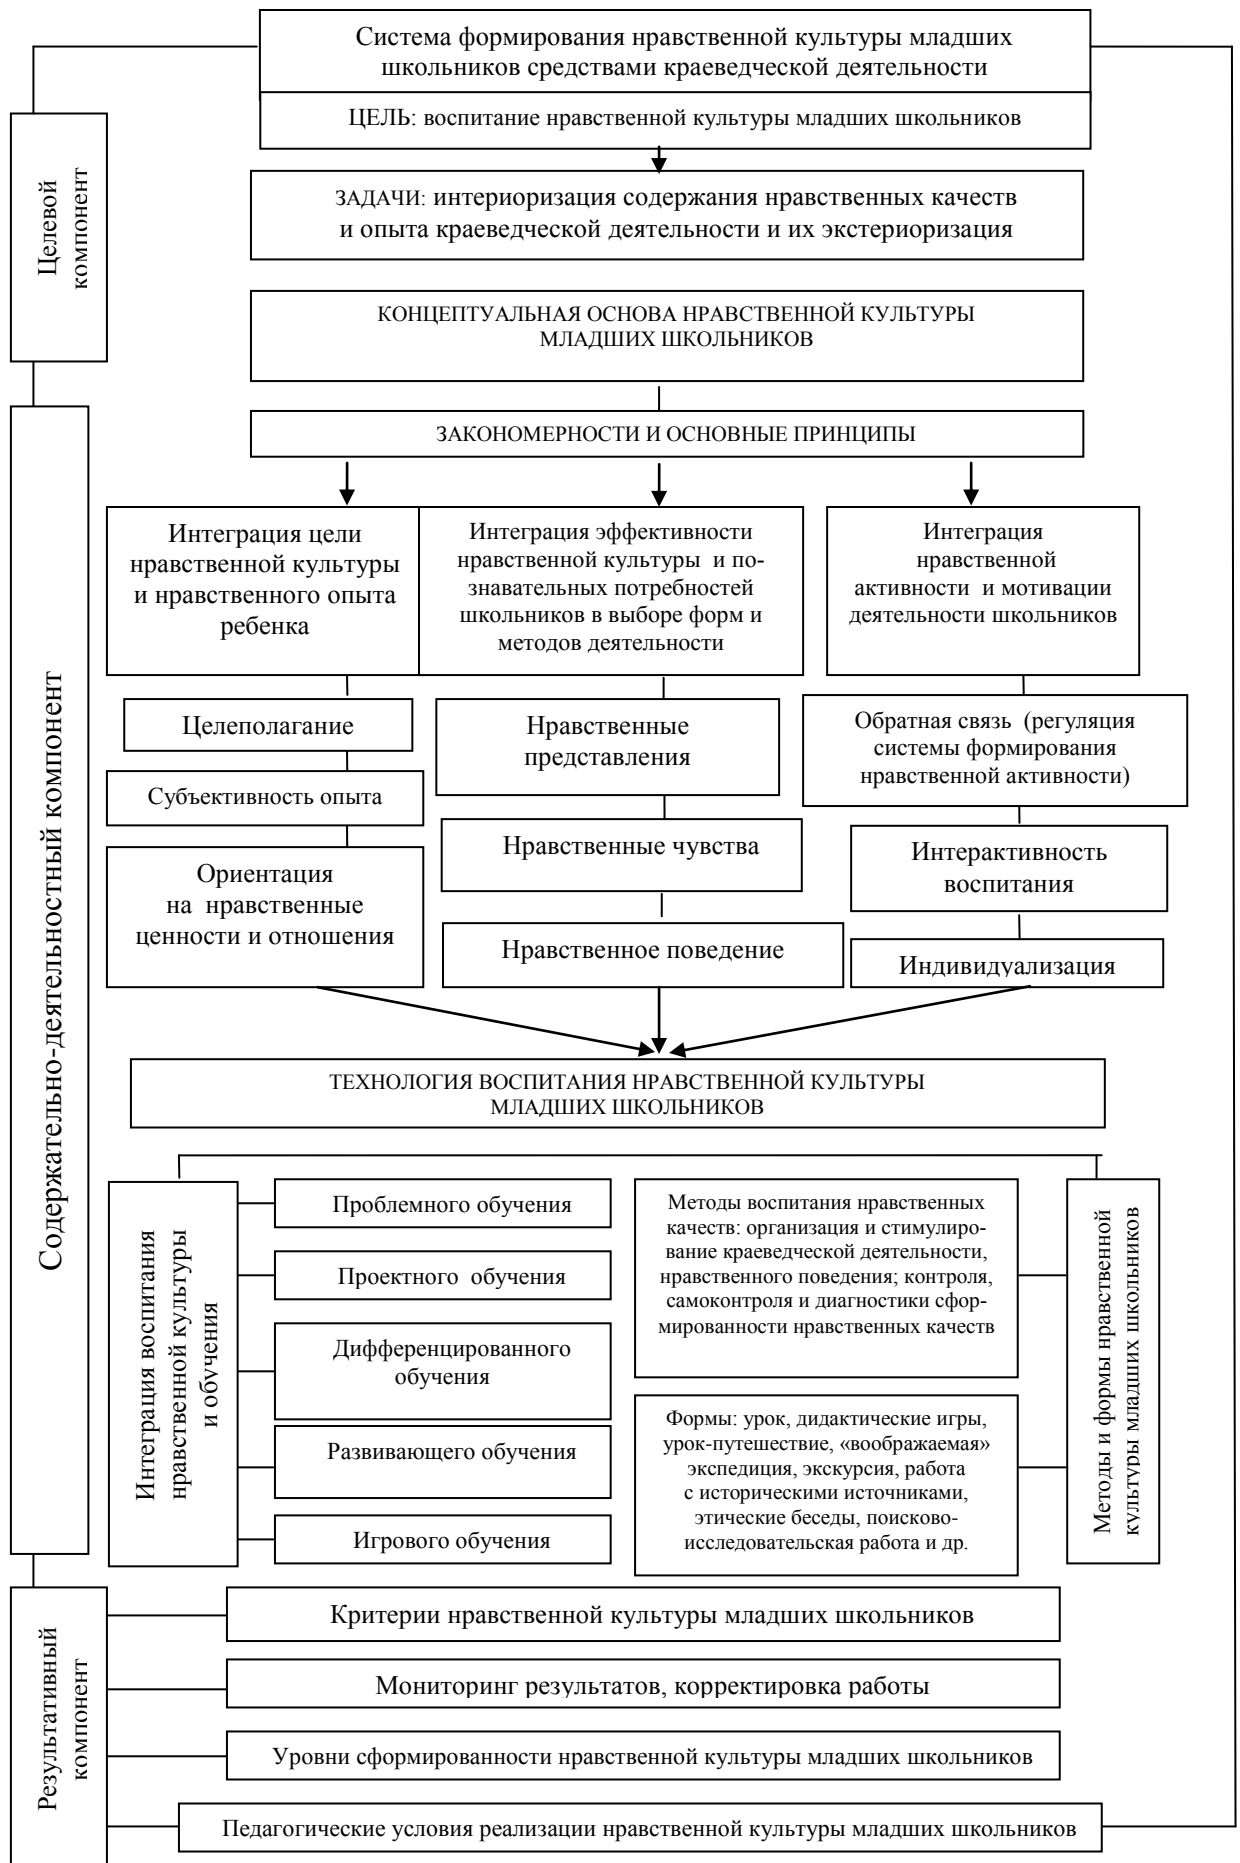 Система формирования нравственной культуры младших
школьников средствами краеведческой деятельности
ЦЕЛЬ: воспитание нравственной культуры младших школьников
Целевой
компонент
ЗАДАЧИ: интериоризация содержания нравственных качеств
и опыта краеведческой деятельности и их экстериоризация
КОНЦЕПТУАЛЬНАЯ ОСНОВА НРАВСТВЕННОЙ КУЛЬТУРЫ
МЛАДШИХ ШКОЛЬНИКОВ
Содержательно-деятельностный компонент
ЗАКОНОМЕРНОСТИ И ОСНОВНЫЕ ПРИНЦИПЫ
Интеграция цели
нравственной культуры
и нравственного опыта
ребенка
Интеграция эффективности
нравственной культуры и по-
знавательных потребностей
школьников в выборе форм и
методов деятельности
Интеграция
нравственной
активности и мотивации
деятельности школьников
Целеполагание
Субъективность опыта
Ориентация
на нравственные
ценности и отношения
Нравственные
представления
Нравственные чувства
Нравственное поведение
Обратная связь (регуляция
системы формирования
нравственной активности)
Интерактивность
воспитания
Индивидуализация
ТЕХНОЛОГИЯ ВОСПИТАНИЯ НРАВСТВЕННОЙ КУЛЬТУРЫ
МЛАДШИХ ШКОЛЬНИКОВ
Интеграция воспитания
нравственной культуры
и обучения
Проблемного обучения
Проектного обучения
Дифференцированного
обучения
Развивающего обучения
Игрового обучения
Методы воспитания нравственных
качеств: организация и стимулиро-
вание краеведческой деятельности,
нравственного поведения; контроля,
самоконтроля и диагностики сфор-
мированности нравственных качеств
Формы: урок, дидактические игры,
урок-путешествие, «воображаемая»
экспедиция, экскурсия, работа
с историческими источниками,
этические беседы, поисково-
исследовательская работа и др.
Методы и формы нравственной
культуры младших школьников
Результативный
компонент
Критерии нравственной культуры младших школьников
Мониторинг результатов, корректировка работы
Уровни сформированности нравственной культуры младших школьников
Педагогические условия реализации нравственной культуры младших школьников